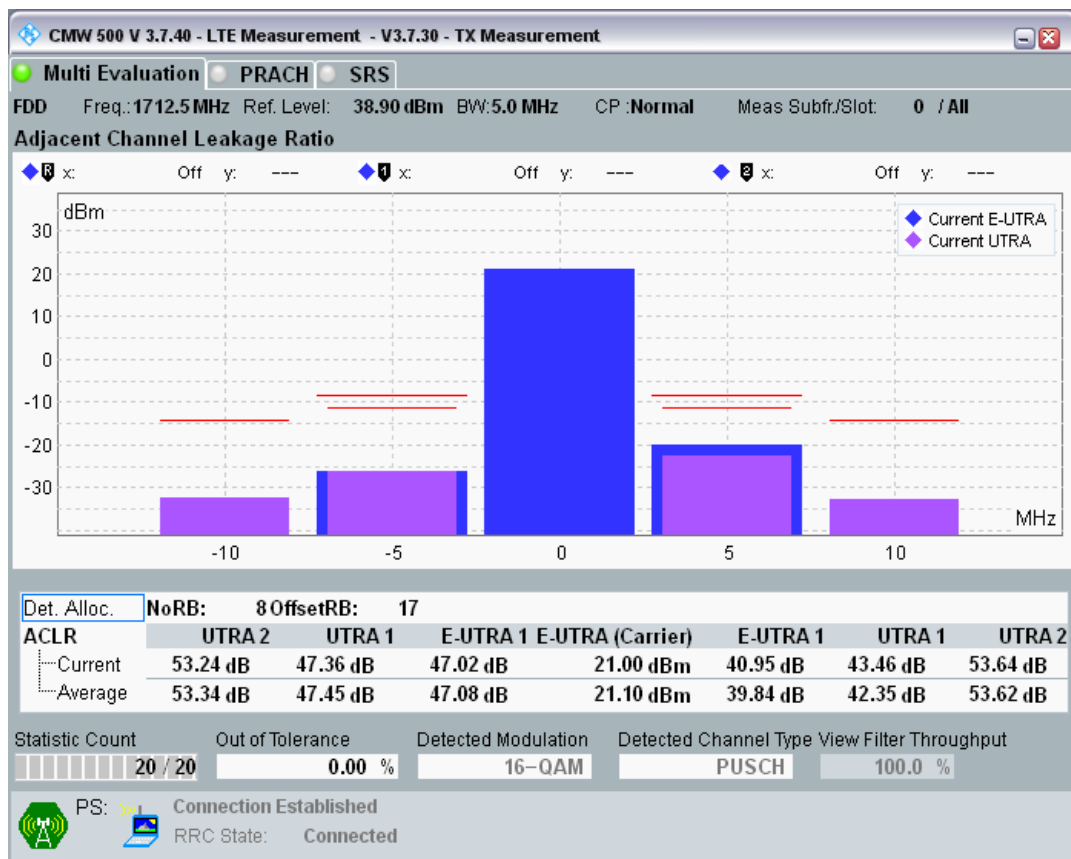 CMW 500 V 3.7.40 - LTE Measurement - V3.7.30 - TX Measurement
Multi Evaluation PRACH SRS
FDD Freq.:1712.5 MHz Ref. Level: 38.90 dBm BW:5.0 MHz CP :Normal Meas Subfr./Slot: 0 / All
Adjacent Channel Leakage Ratio
R x: Off y: --- 1 x: Off y: --- 2 x: Off y: ---
dBm
Current E-UTRA
Current UTRA
30
20
10
0
-10
-20
-30
MHz
-10 -5 0 5 10
Det. Alloc. NoRB: 8 OffsetRB: 17
ACLR UTRA 2 UTRA 1 E-UTRA 1 E-UTRA (Carrier) E-UTRA 1 UTRA 1 UTRA 2
Current 53.24 dB 47.36 dB 47.02 dB 21.00 dBm 40.95 dB 43.46 dB 53.64 dB
Average 53.34 dB 47.45 dB 47.08 dB 21.10 dBm 39.84 dB 42.35 dB 53.62 dB
Statistic Count Out of Tolerance Detected Modulation Detected Channel Type View Filter Throughput
20 / 20 0.00 % 16-QAM PUSCH 100.0 %
PS: Connection Established
RRC State: Connected